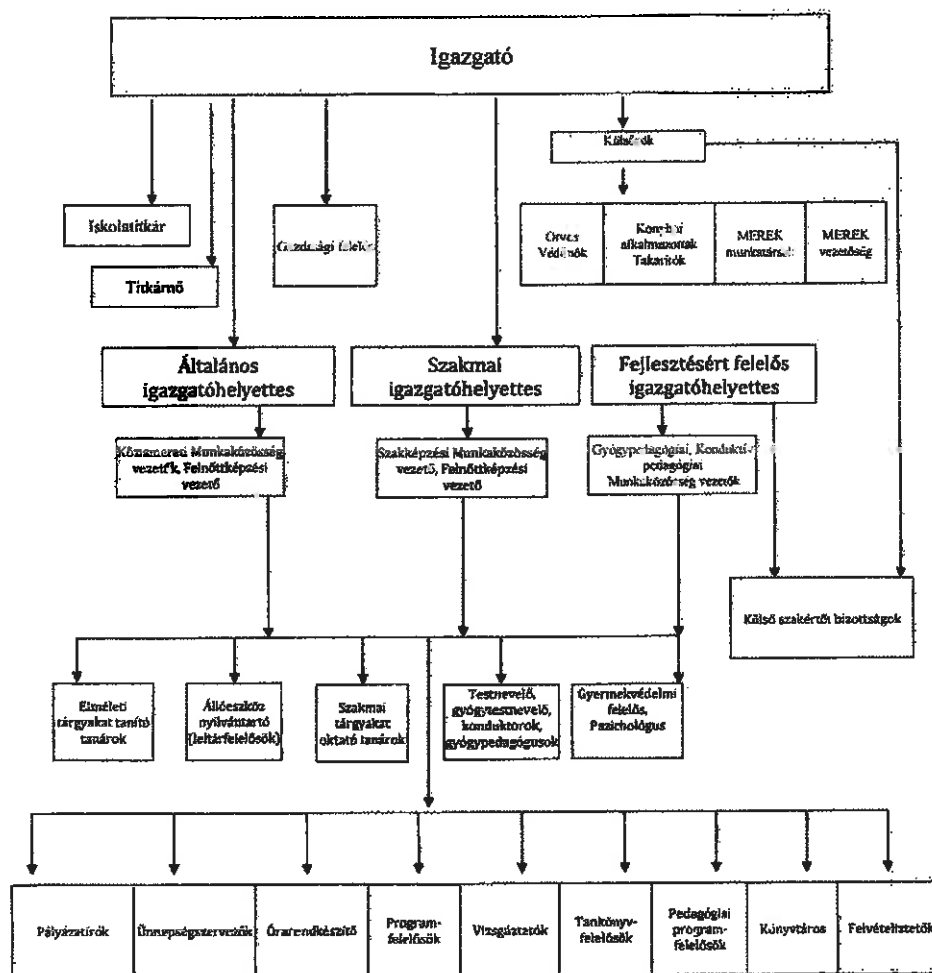 Igazgató
Külsősök
Iskolatitkár
Titkárnő
Gazdasági felelős
Orvos
Védőnők
Konyhai
alkalmazottak
Takarítók
MEREK
munkatársak
MEREK
vezetőség
Általános
igazgatóhelyettes
Szakmai
igazgatóhelyettes
Fejlesztésért felelős
igazgatóhelyettes
Közismereti Munkaközösség
vezetők, Felnőttképzési
vezető
Szakképzési Munkaközösség
vezető, Felnőttképzési
vezető
Gyógypedagógiai, Konduktív
pedagógiai
Munkaközösség vezetők
Külső szakértői bizottságok
Elméleti
tárgyakat tanító
tanárok
Állóeszköz
nyilvántartó
(leltárfelelősök)
Szakmai
tárgyakat
oktató tanárok
Testnevelő,
gyógytestnevelő,
konduktorok,
gyógypedagógusok
Gyermekvédelmi
felelős,
Pszichológus
Pályázatírók
Ünnepségszervezők
Órarendkészítő
Program-
felelősök
Vizsgáztatók
Tankönyv-
felelősök
Pedagógiai
program-
felelősök
Könyvtáros
Felvételiztetők